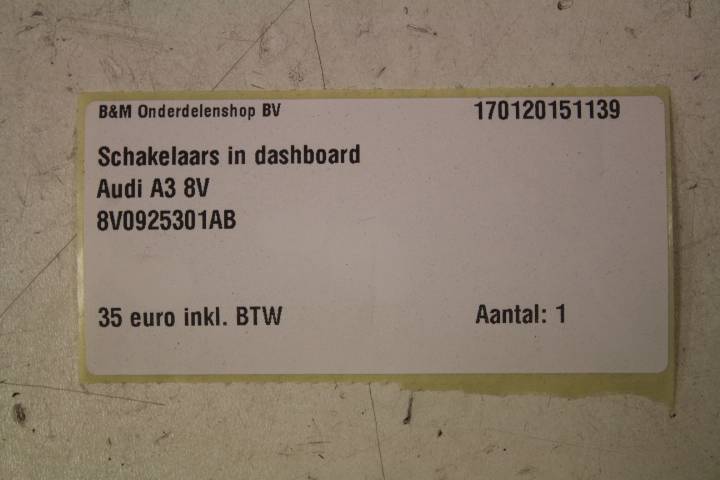 B&M Onderdelenshop BV 170120151139
Schakelaars in dashboard
Audi A3 8V
8V0925301AB
35 euro inkl. BTW Aantal: 1